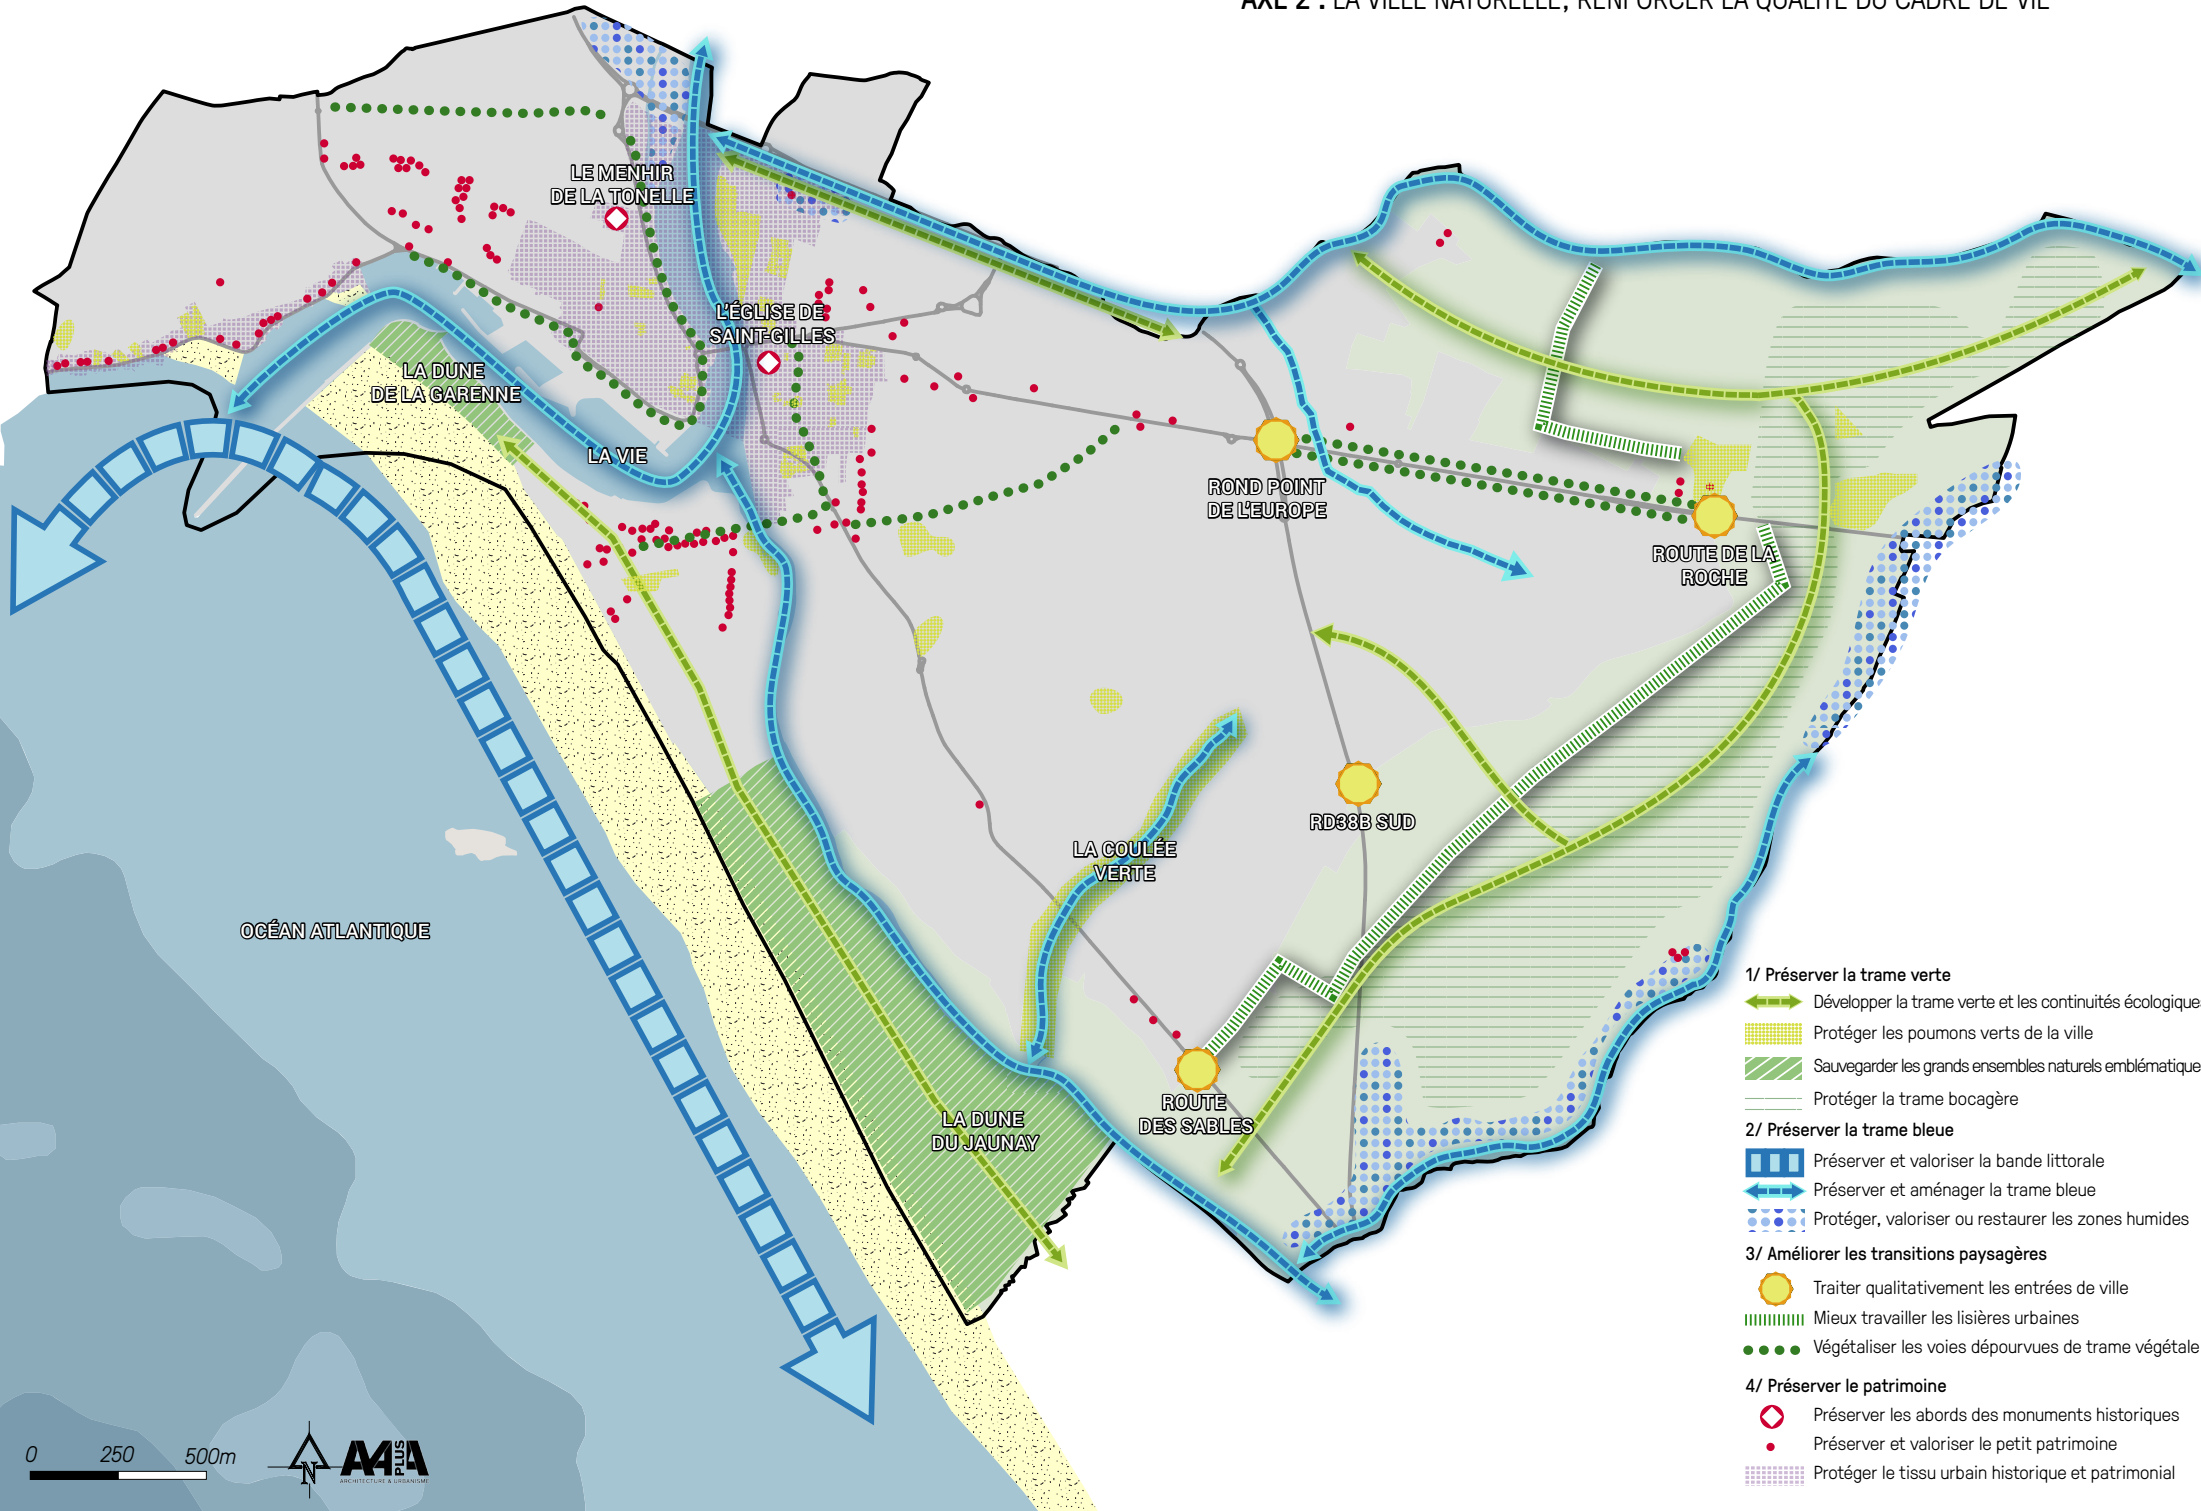 AXE 2 : LA VILLE NATURELLE, RENFORCER LA QUALITÉ DU CADRE DE VIE
LE MENHIR
DE LA TONELLE
L'ÉGLISE DE
SAINT-GILLES
LA DUNE
DE LA GARENNE
LA VIE
ROND POINT
DE L'EUROPE
ROUTE DE LA
ROCHE
RD38B SUD
LA COULÉE
VERTE
OCÉAN ATLANTIQUE
ROUTE
DES SABLES
LA DUNE
DU JAUNAY
1/ Préserver la trame verte
Développer la trame verte et les continuités écologique
Protéger les poumons verts de la ville
Sauvegarder les grands ensembles naturels emblématique
Protéger la trame bocagère
2/ Préserver la trame bleue
Préserver et valoriser la bande littorale
Préserver et aménager la trame bleue
Protéger, valoriser ou restaurer les zones humides
3/ Améliorer les transitions paysagères
Traiter qualitativement les entrées de ville
Mieux travailler les lisières urbaines
Végétaliser les voies dépourvues de trame végétale
4/ Préserver le patrimoine
Préserver les abords des monuments historiques
Préserver et valoriser le petit patrimoine
Protéger le tissu urbain historique et patrimonial
0 250 500m
N
A4A PLUS
ARCHITECTURE & URBANISME